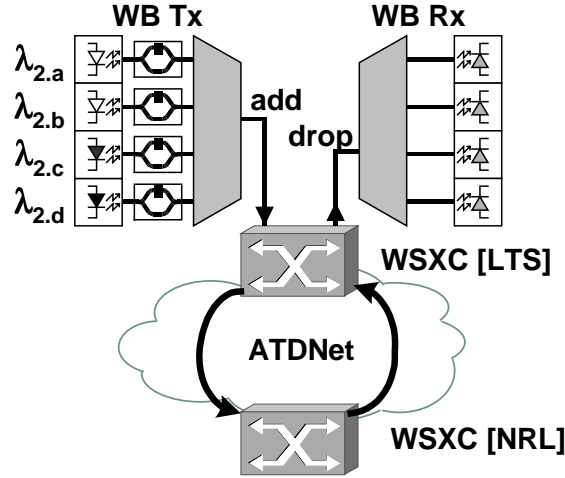 WB Tx
WB Rx
λ2.a
λ2.b
λ2.c
λ2.d
add
drop
WSXC [LTS]
ATDNet
WSXC [NRL]